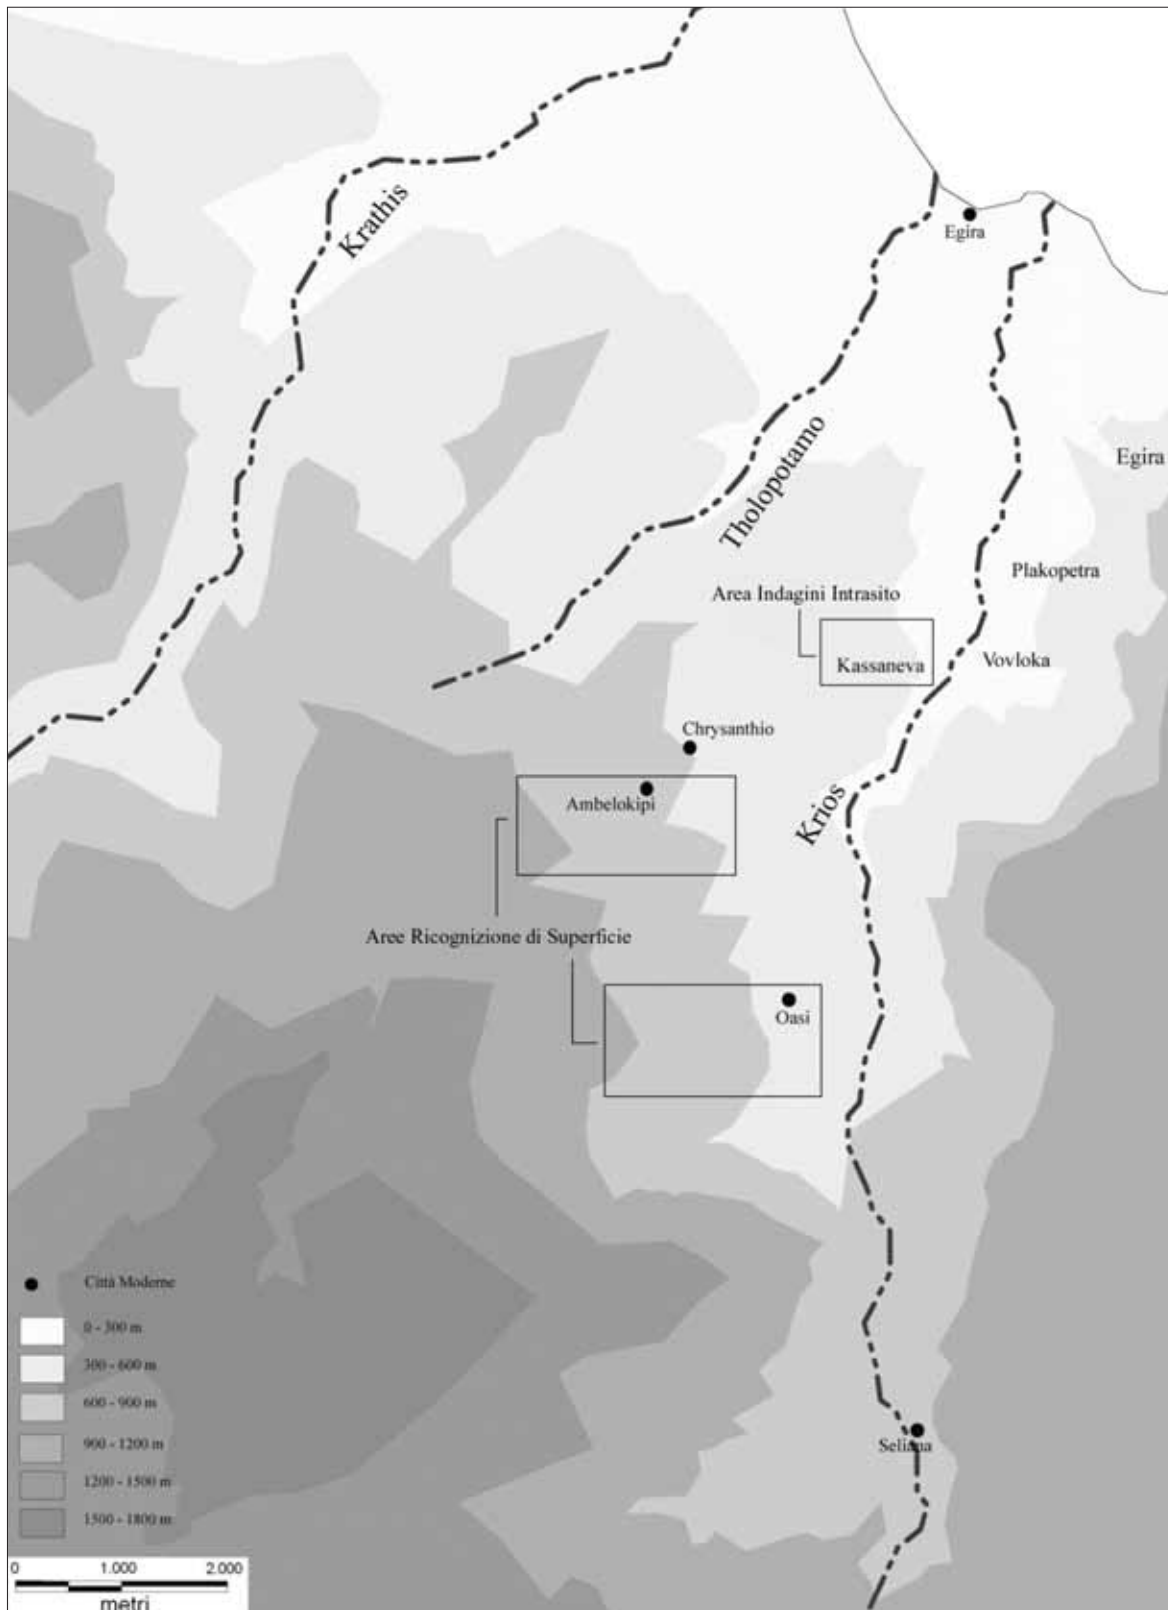 Krathis
Egira
Tholopotamo
Egira
Plakopetra
Area Indagini Intrasito
Kassaneva
Vovloka
Chrysanthio
Ambelokipi
Krios
Aree Ricognizione di Superficie
Oasi
Città Moderne
0 - 300 m
300 - 600 m
600 - 900 m
900 - 1200 m
1200 - 1500 m
1500 - 1800 m
Seliana
0 1.000 2.000
metri